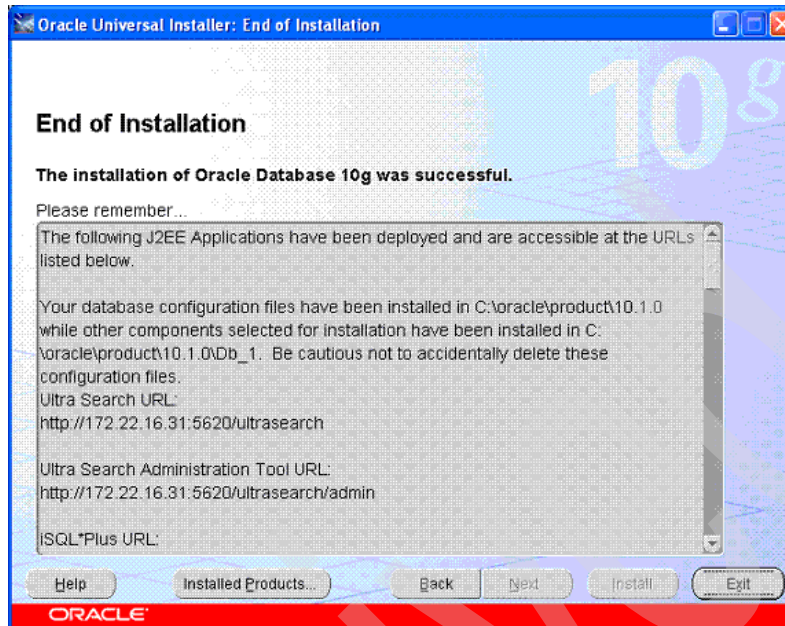 Oracle Universal Installer: End of Installation
10g
End of Installation
The installation of Oracle Database 10g was successful.
Please remember...
The following J2EE Applications have been deployed and are accessible at the URLs
listed below.
Your database configuration files have been installed in C:\oracle\product\10.1.0
while other components selected for installation have been installed in C:
\oracle\product\10.1.0\Db_1.  Be cautious not to accidentally delete these
configuration files.
Ultra Search URL:
http://172.22.16.31:5620/ultrasearch
Ultra Search Administration Tool URL:
http://172.22.16.31:5620/ultrasearch/admin
iSQL*Plus URL:
Help Installed Products... Back Next Install Exit
ORACLE